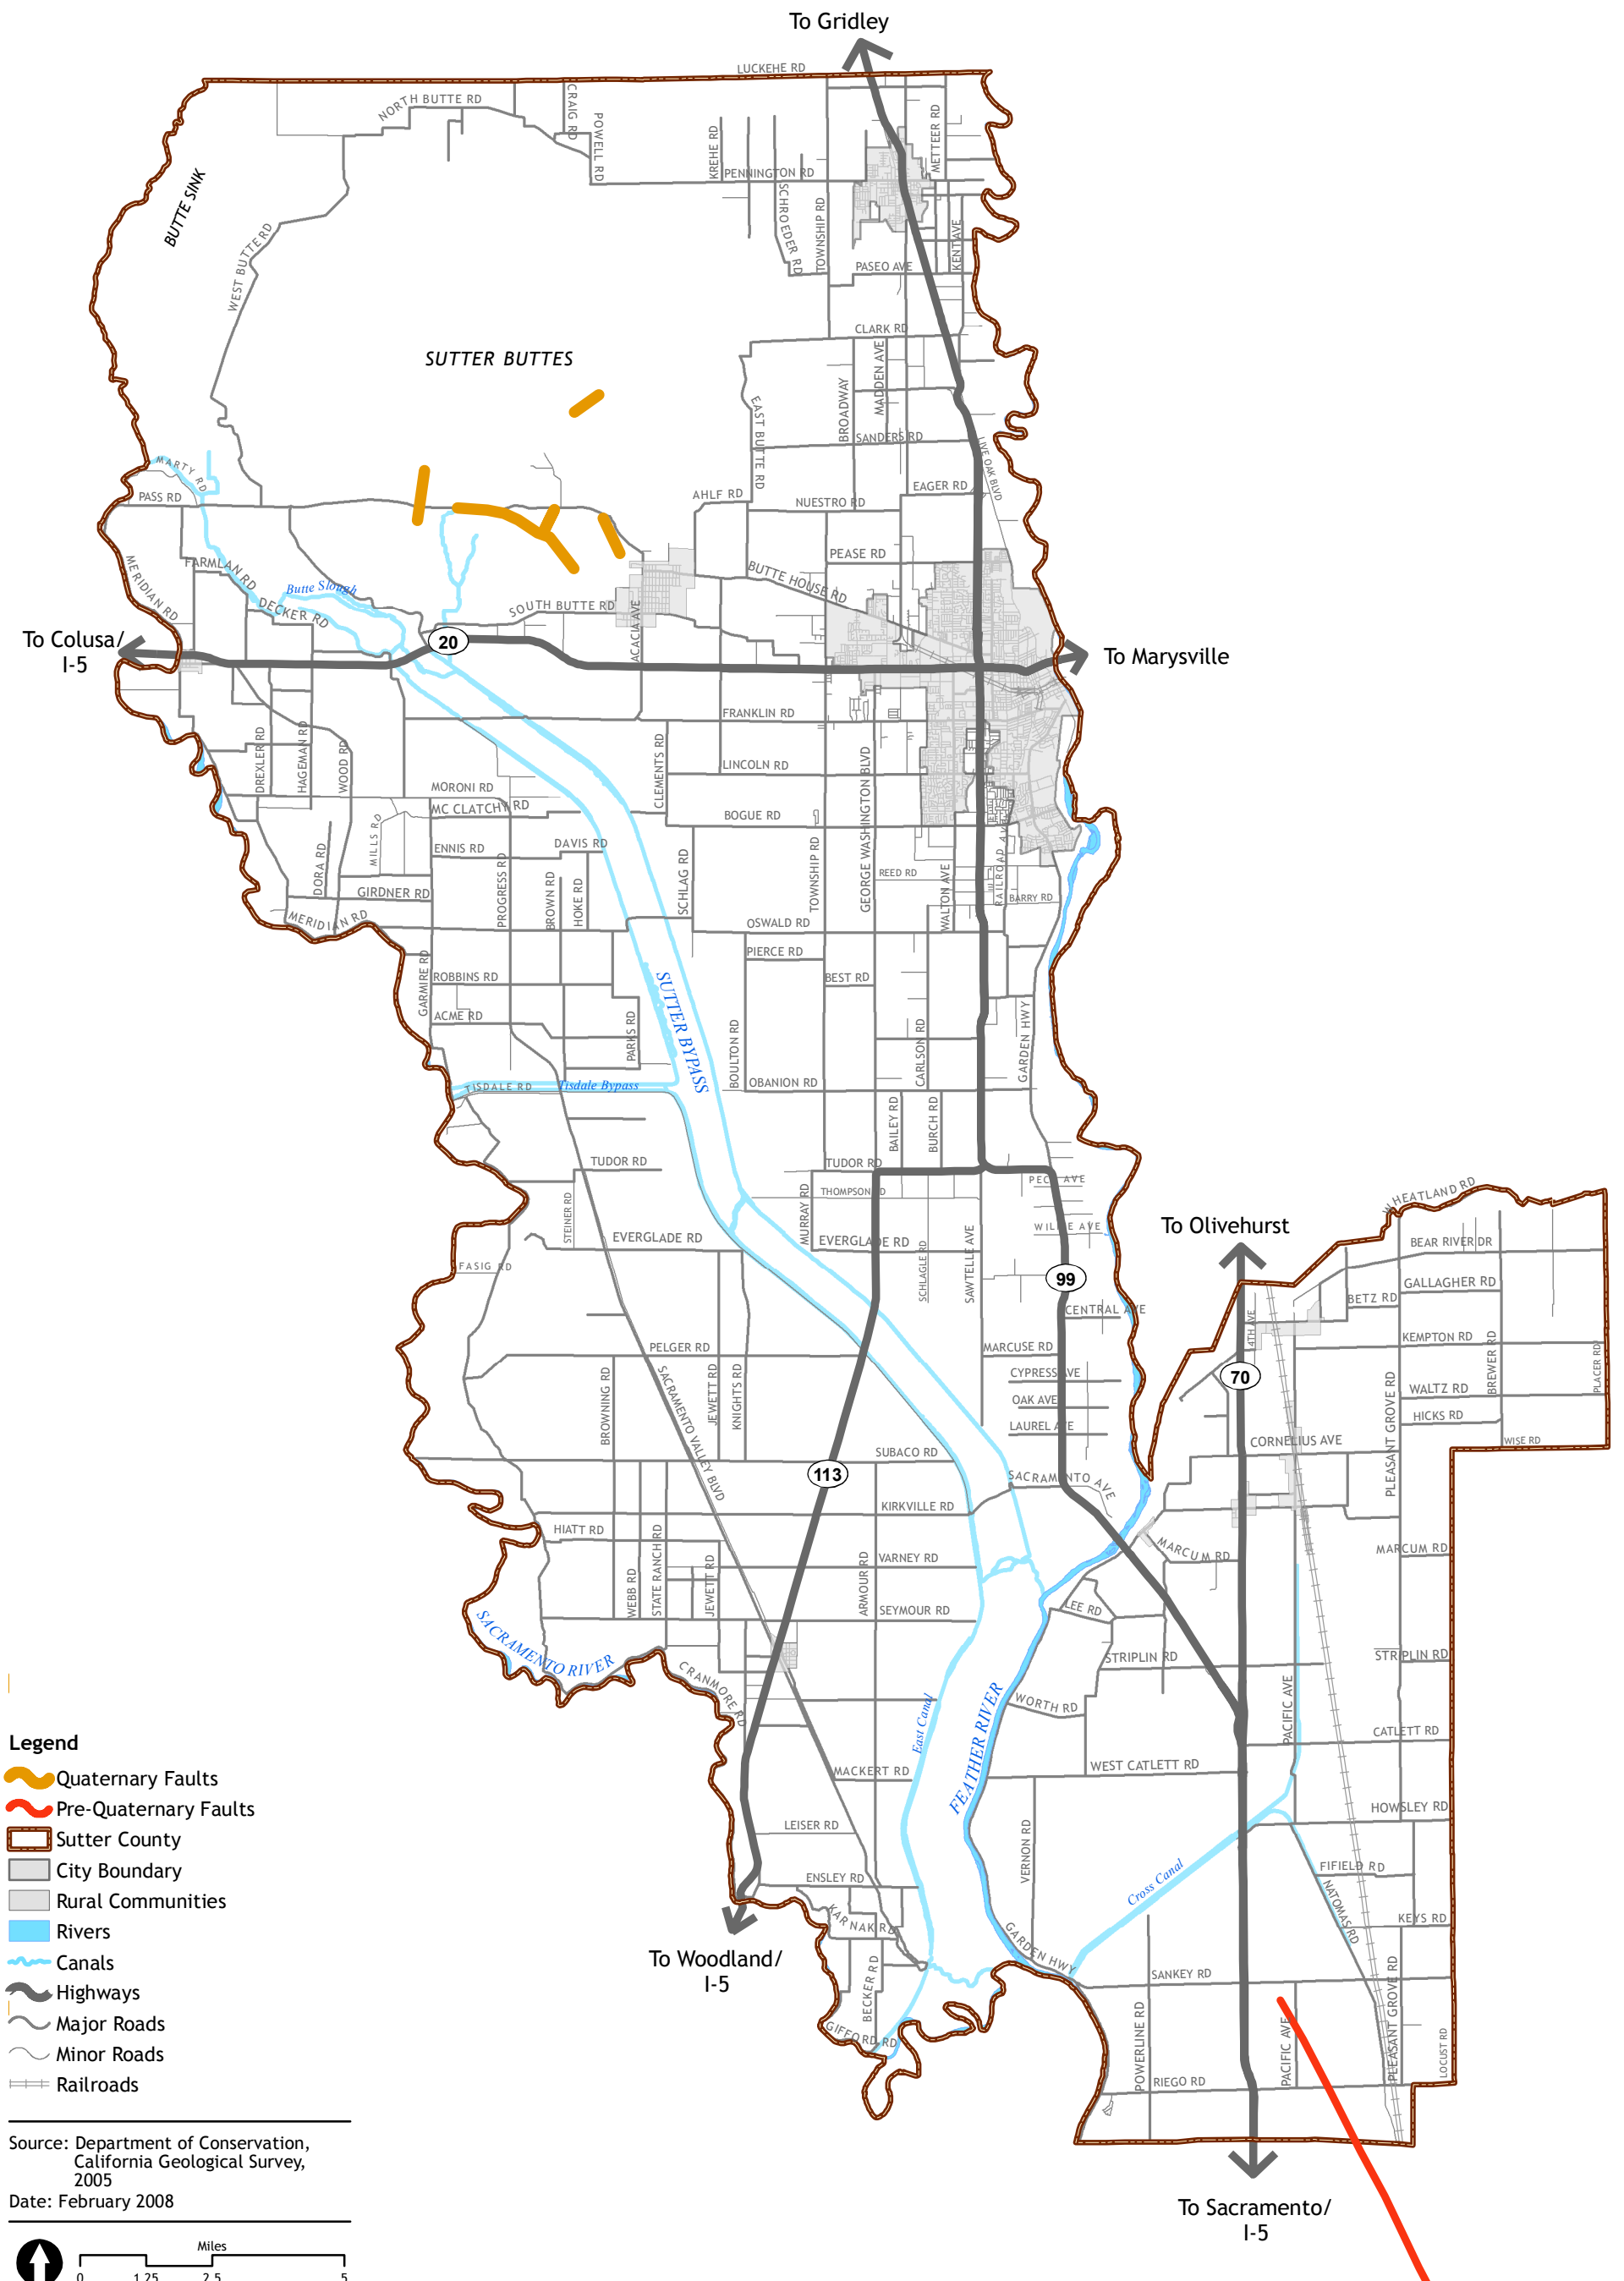 To Gridley
LUCKEHE RD
NORTH BUTTE RD
CRAIG RD
POWELL RD
KREHE RD
PENNINGTON RD
SCHROEDER RD
TOWNSHIP RD
METTEER RD
KENT AVE
PASEO AVE
BUTTE SINK
WEST BUTTE RD
CLARK RD
SUTTER BUTTES
MADDEN AVE
BROADWAY
EAST BUTTE RD
SANDERS RD
LIVE OAK BLVD
MARTY RD
PASS RD
AHLF RD
EAGER RD
NUESTRO RD
PEASE RD
MERIDIAN RD
FARMLAN RD
Butte Slough
DECKER RD
BUTTE HOUSE RD
SOUTH BUTTE RD
ACACIA AVE
To Colusa/
I-5
20
To Marysville
FRANKLIN RD
DREXLER RD
HAGEMAN RD
WOOD RD
CLEMENTS RD
LINCOLN RD
GEORGE WASHINGTON BLVD
MORONI RD
MC CLATCHY RD
BOGUE RD
MILLS RD
ENNIS RD
DAVIS RD
DORA RD
GIRDNER RD
PROGRESS RD
BROWN RD
HOKE RD
SCHLAG RD
TOWNSHIP RD
REED RD
WALTON AVE
RAILROAD AVE
BARRY RD
MERIDIAN RD
OSWALD RD
PIERCE RD
BEST RD
GARMIRE RD
ROBBINS RD
SUTTER BYPASS
ACME RD
PARKS RD
BOULTON RD
CARLSON RD
GARDEN HWY
TISDALE RD
Tisdale Bypass
OBANION RD
BAILEY RD
BURCH RD
TUDOR RD
TUDOR RD
PECK AVE
THOMPSON RD
STEINER RD
MURRAY RD
WILKIE AVE
WHEATLAND RD
To Olivehurst
EVERGLADE RD
EVERGLADE RD
SCHLAGLE RD
SAWTELLE AVE
BEAR RIVER DR
FASIG RD
99
GALLAGHER RD
BETZ RD
CENTRAL AVE
4TH AVE
KEMPTON RD
BREWER RD
PLACER RD
PELGER RD
MARCUSE RD
CYPRESS AVE
70
BROWNING RD
SACRAMENTO VALLEY BLVD
JEWETT RD
KNIGHTS RD
OAK AVE
WALTZ RD
PLEASANT GROVE RD
HICKS RD
LAUREL AVE
CORNELIUS AVE
WISE RD
SUBACO RD
113
SACRAMENTO AVE
KIRKVILLE RD
HIATT RD
MARCUM RD
MARCUM RD
VARNEY RD
WEBB RD
STATE RANCH RD
JEWETT RD
ARMOUR RD
SEYMOUR RD
LEE RD
SACRAMENTO RIVER
STRIPLIN RD
STRIPLIN RD
CRANMORE RD
East Canal
FEATHER RIVER
WORTH RD
PACIFIC AVE
CATLETT RD
MACKERT RD
WEST CATLETT RD
HOWSLEY RD
LEISER RD
VERNON RD
Cross Canal
FIFIELD RD
ENSLEY RD
NATOMAS RD
KARNAK RD
KEYS RD
GARDEN HWY
To Woodland/
I-5
BECKER RD
SANKEY RD
PLEASANT GROVE RD
GIFFORD RD
POWERLINE RD
PACIFIC AVE
LOCUST RD
RIEGO RD
To Sacramento/
I-5
Legend
Quaternary Faults
Pre-Quaternary Faults
Sutter County
City Boundary
Rural Communities
Rivers
Canals
Highways
Major Roads
Minor Roads
Railroads
Source: Department of Conservation,
California Geological Survey,
2005
Date: February 2008
Miles
0 1.25 2.5 5